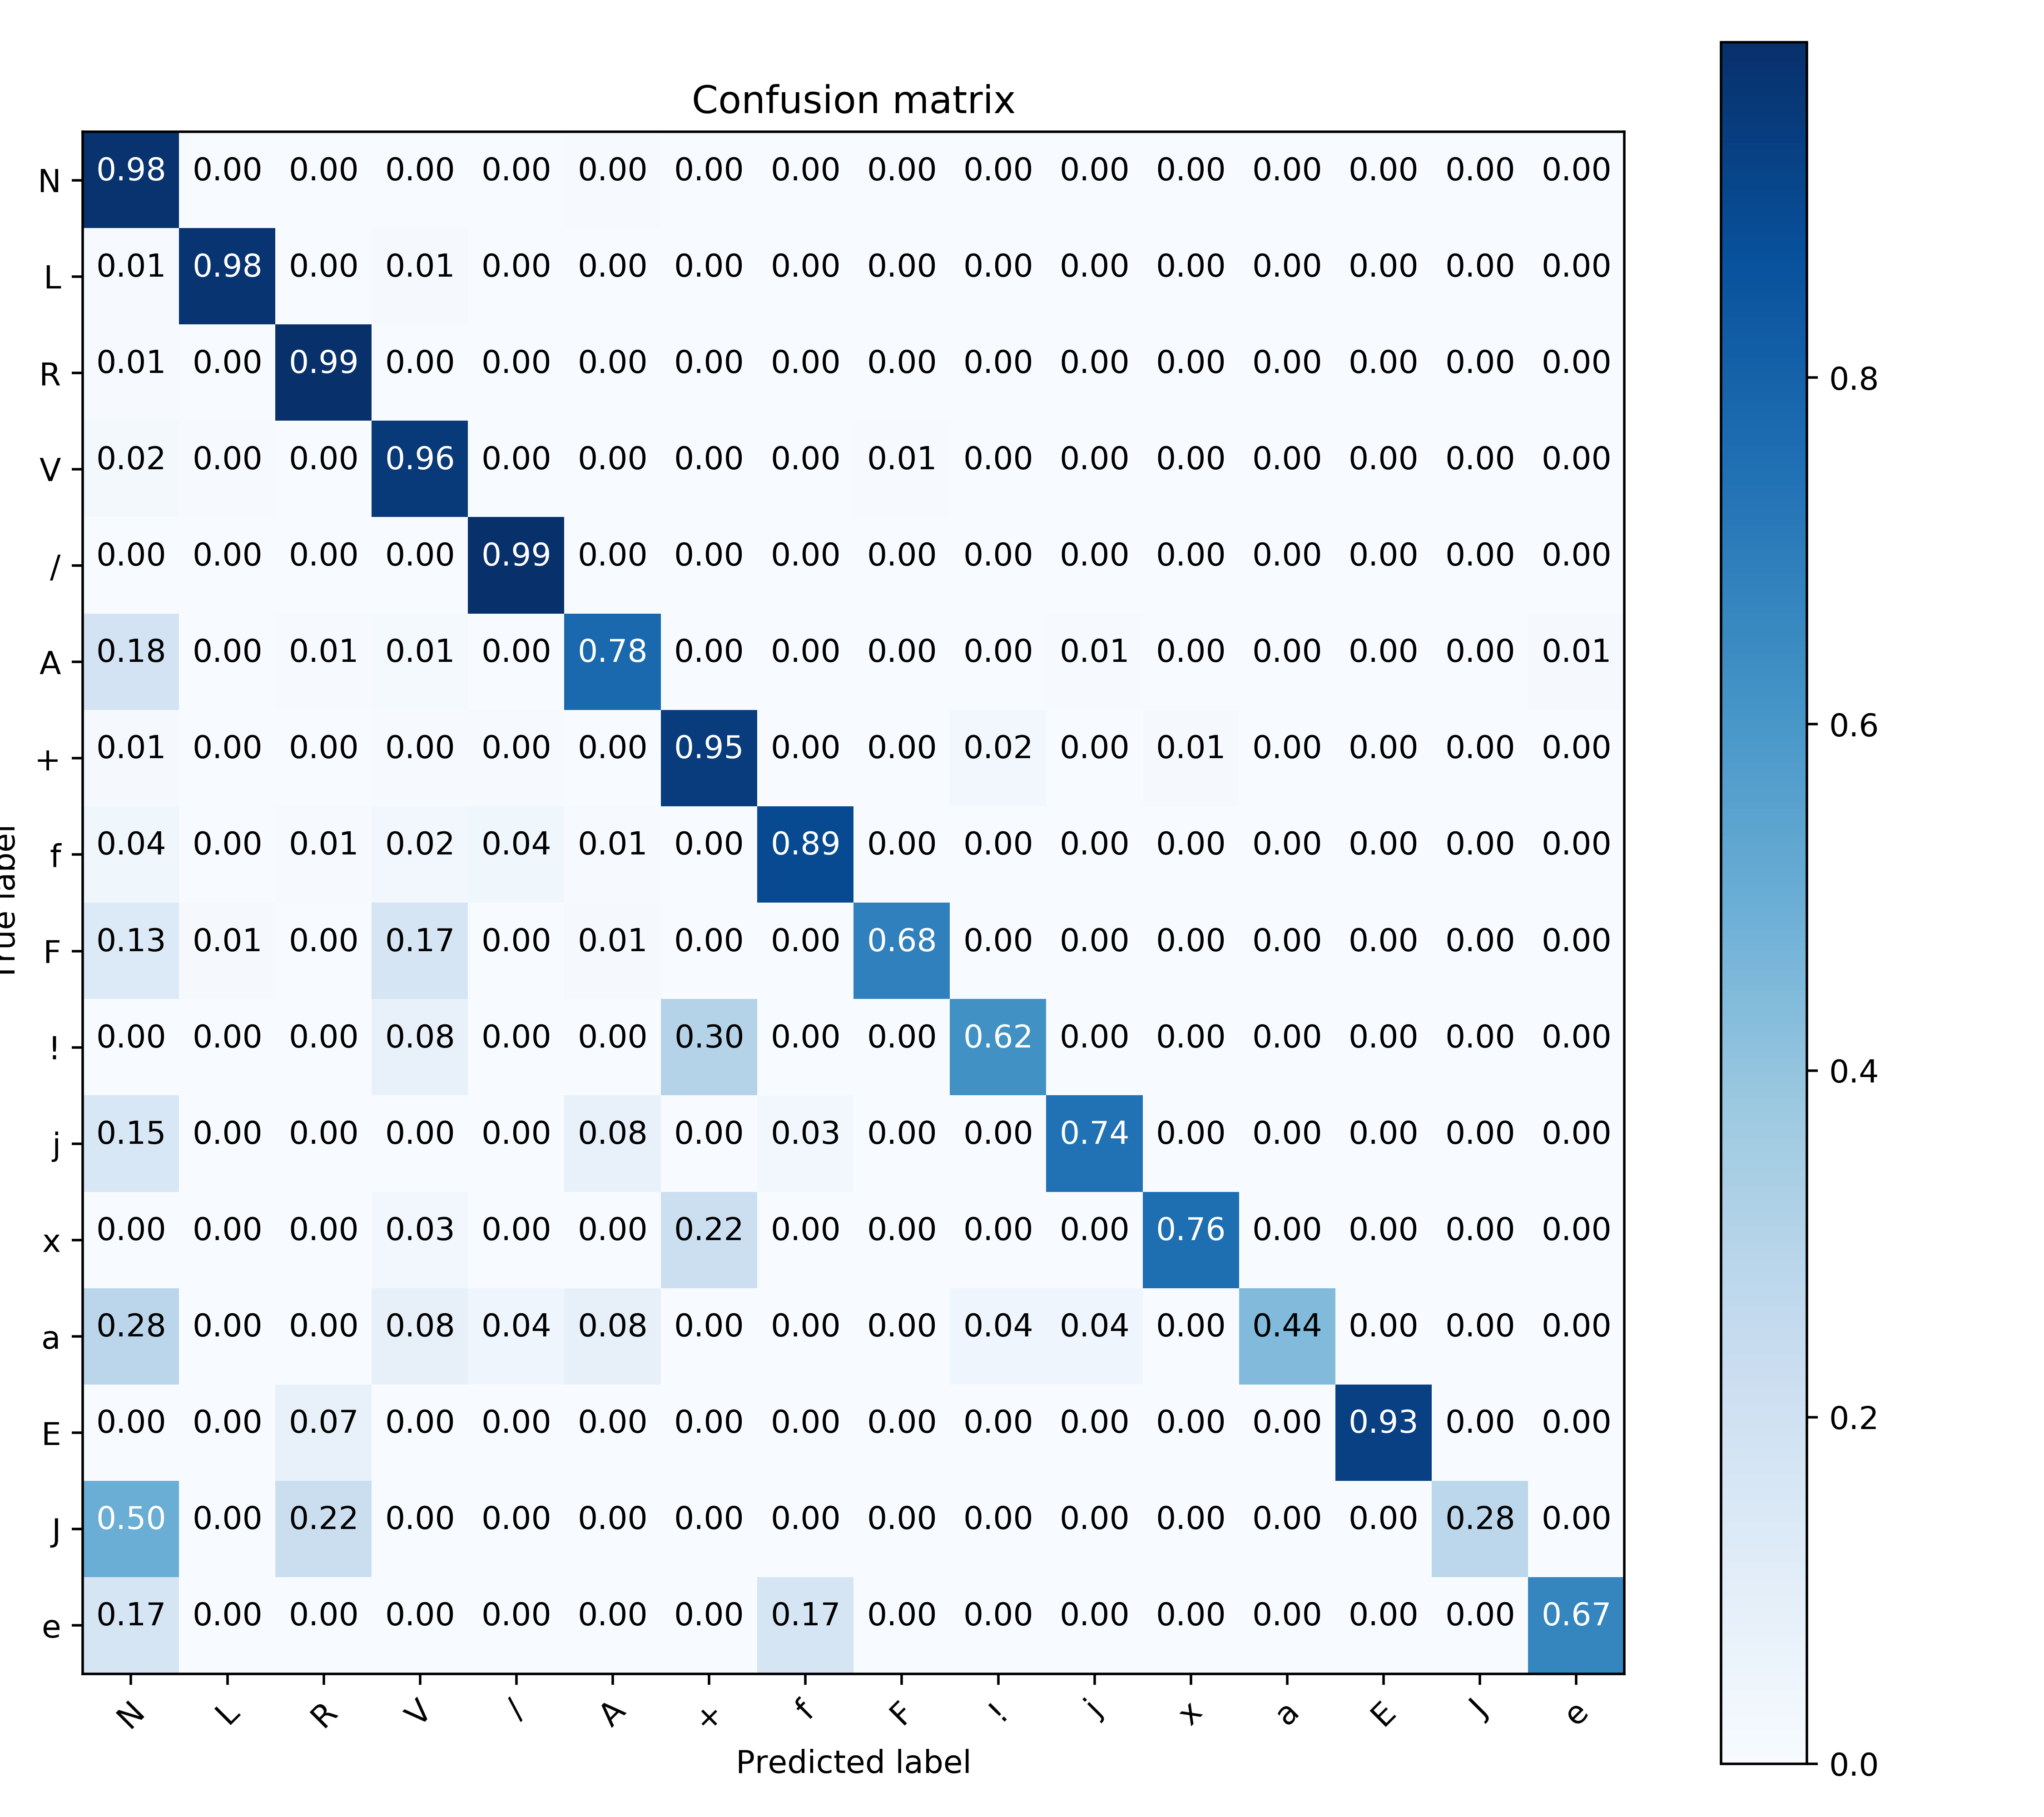 Confusion matrix
N 0.98 0.00 0.00 0.00 0.00 0.00 0.00 0.00 0.00 0.00 0.00 0.00 0.00 0.00 0.00 0.00
L 0.01 0.98 0.00 0.01 0.00 0.00 0.00 0.00 0.00 0.00 0.00 0.00 0.00 0.00 0.00 0.00
R 0.01 0.00 0.99 0.00 0.00 0.00 0.00 0.00 0.00 0.00 0.00 0.00 0.00 0.00 0.00 0.00
V 0.02 0.00 0.00 0.96 0.00 0.00 0.00 0.00 0.01 0.00 0.00 0.00 0.00 0.00 0.00 0.00
/ 0.00 0.00 0.00 0.00 0.99 0.00 0.00 0.00 0.00 0.00 0.00 0.00 0.00 0.00 0.00 0.00
A 0.18 0.00 0.01 0.01 0.00 0.78 0.00 0.00 0.00 0.00 0.01 0.00 0.00 0.00 0.00 0.01
+ 0.01 0.00 0.00 0.00 0.00 0.00 0.95 0.00 0.00 0.02 0.00 0.01 0.00 0.00 0.00 0.00
f 0.04 0.00 0.01 0.02 0.04 0.01 0.00 0.89 0.00 0.00 0.00 0.00 0.00 0.00 0.00 0.00
F 0.13 0.01 0.00 0.17 0.00 0.01 0.00 0.00 0.68 0.00 0.00 0.00 0.00 0.00 0.00 0.00
! 0.00 0.00 0.00 0.08 0.00 0.00 0.30 0.00 0.00 0.62 0.00 0.00 0.00 0.00 0.00 0.00
j 0.15 0.00 0.00 0.00 0.00 0.08 0.00 0.03 0.00 0.00 0.74 0.00 0.00 0.00 0.00 0.00
x 0.00 0.00 0.00 0.03 0.00 0.00 0.22 0.00 0.00 0.00 0.00 0.76 0.00 0.00 0.00 0.00
a 0.28 0.00 0.00 0.08 0.04 0.08 0.00 0.00 0.00 0.04 0.04 0.00 0.44 0.00 0.00 0.00
E 0.00 0.00 0.07 0.00 0.00 0.00 0.00 0.00 0.00 0.00 0.00 0.00 0.00 0.93 0.00 0.00
J 0.50 0.00 0.22 0.00 0.00 0.00 0.00 0.00 0.00 0.00 0.00 0.00 0.00 0.00 0.28 0.00
e 0.17 0.00 0.00 0.00 0.00 0.00 0.00 0.17 0.00 0.00 0.00 0.00 0.00 0.00 0.00 0.67
N L R V / A + f F ! j x a E J e
Predicted label
True label
0.8
0.6
0.4
0.2
0.0